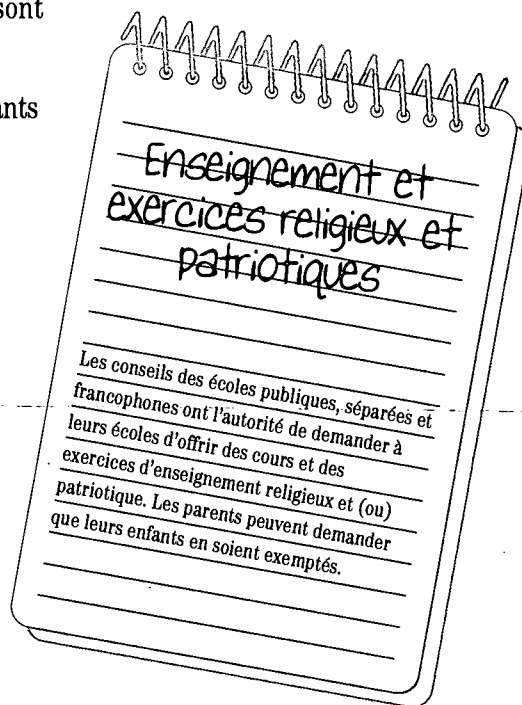 sont
ants
Enseignement et
exercices religieux et
patriotiques
Les conseils des écoles publiques, séparées et
francophones ont l'autorité de demander à
leurs écoles d'offrir des cours et des
exercices d'enseignement religieux et (ou)
patriotique. Les parents peuvent demander
que leurs enfants en soient exemptés.